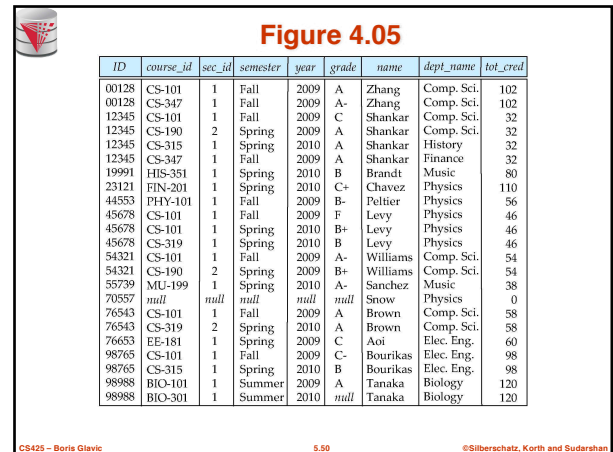 Figure 4.05
ID course_id sec_id semester year grade name dept_name tot_cred
00128 CS-101 1 Fall 2009 A Zhang Comp. Sci. 102
00128 CS-347 1 Fall 2009 A- Zhang Comp. Sci. 102
12345 CS-101 1 Fall 2009 C Shankar Comp. Sci. 32
12345 CS-190 2 Spring 2009 A Shankar Comp. Sci. 32
12345 CS-315 1 Spring 2010 A Shankar History 32
12345 CS-347 1 Fall 2009 A Shankar Finance 32
19991 HIS-351 1 Spring 2010 B Brandt Music 80
23121 FIN-201 1 Spring 2010 C+ Chavez Physics 110
44553 PHY-101 1 Fall 2009 B- Peltier Physics 56
45678 CS-101 1 Fall 2009 F Levy Physics 46
45678 CS-101 1 Spring 2010 B+ Levy Physics 46
45678 CS-319 1 Spring 2010 B Levy Physics 46
54321 CS-101 1 Fall 2009 A- Williams Comp. Sci. 54
54321 CS-190 2 Spring 2009 B+ Williams Comp. Sci. 54
55739 MU-199 1 Spring 2010 A- Sanchez Music 38
70557 null null null null null Snow Physics 0
76543 CS-101 1 Fall 2009 A Brown Comp. Sci. 58
76543 CS-319 2 Spring 2010 A Brown Comp. Sci. 58
76653 EE-181 1 Spring 2009 C Aoi Elec. Eng. 60
98765 CS-101 1 Fall 2009 C- Bourikas Elec. Eng. 98
98765 CS-315 1 Spring 2010 B Bourikas Elec. Eng. 98
98988 BIO-101 1 Summer 2009 A Tanaka Biology 120
98988 BIO-301 1 Summer 2010 null Tanaka Biology 120
CS425 – Boris Glavic 5.50 ©Silberschatz, Korth and Sudarshan